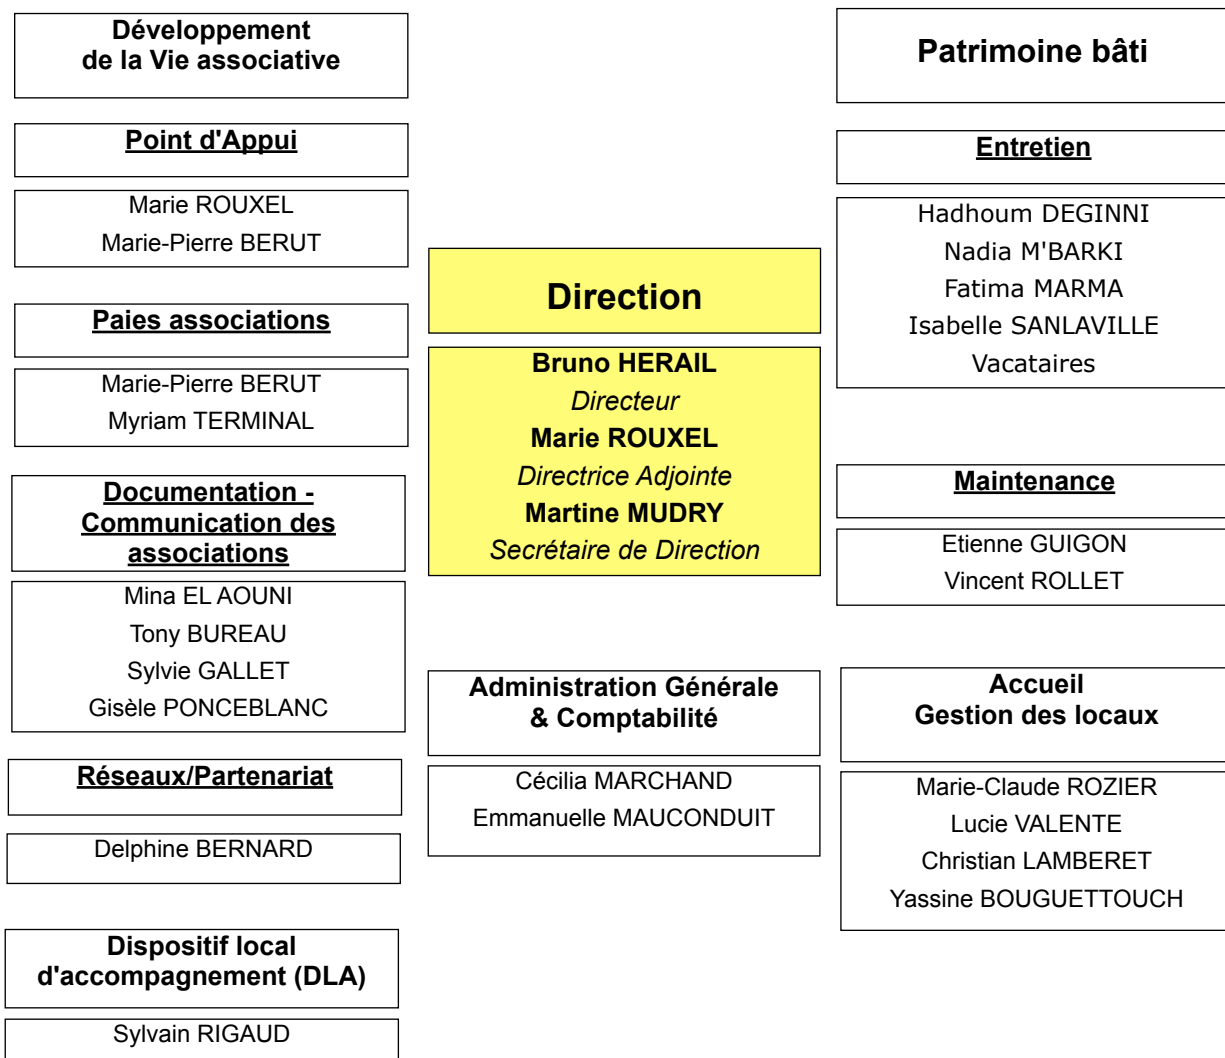 Développement
de la Vie associative
Point d'Appui
Marie ROUXEL
Marie-Pierre BERUT
Paies associations
Marie-Pierre BERUT
Myriam TERMINAL
Documentation -
Communication des
associations
Mina EL AOUNI
Tony BUREAU
Sylvie GALLET
Gisèle PONCEBLANC
Réseaux/Partenariat
Delphine BERNARD
Dispositif local
d'accompagnement (DLA)
Sylvain RIGAUD
Direction
Bruno HERAIL
Directeur
Marie ROUXEL
Directrice Adjointe
Martine MUDRY
Secrétaire de Direction
Administration Générale
& Comptabilité
Cécilia MARCHAND
Emmanuelle MAUCONDUIT
Patrimoine bâti
Entretien
Hadhoum DEGINNI
Nadia M'BARKI
Fatima MARMA
Isabelle SANLAVILLE
Vacataires
Maintenance
Etienne GUIGON
Vincent ROLLET
Accueil
Gestion des locaux
Marie-Claude ROZIER
Lucie VALENTE
Christian LAMBERET
Yassine BOUGUETTOUCH